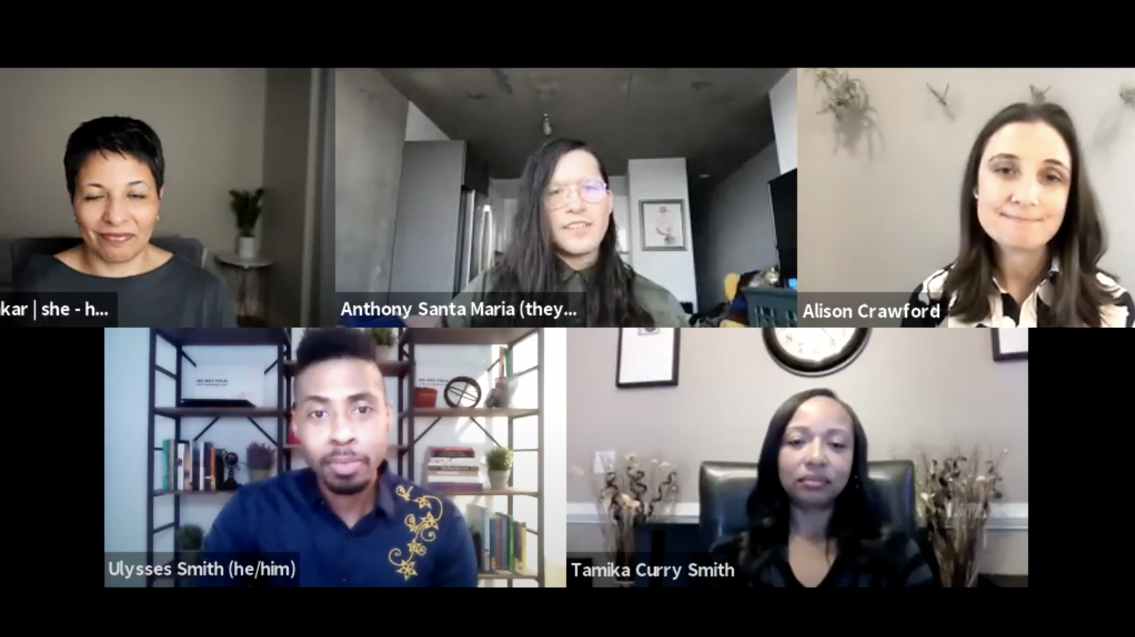 kar | she - h...
Anthony Santa Maria (they...
Alison Crawford
Ulysses Smith (he/him)
Tamika Curry Smith